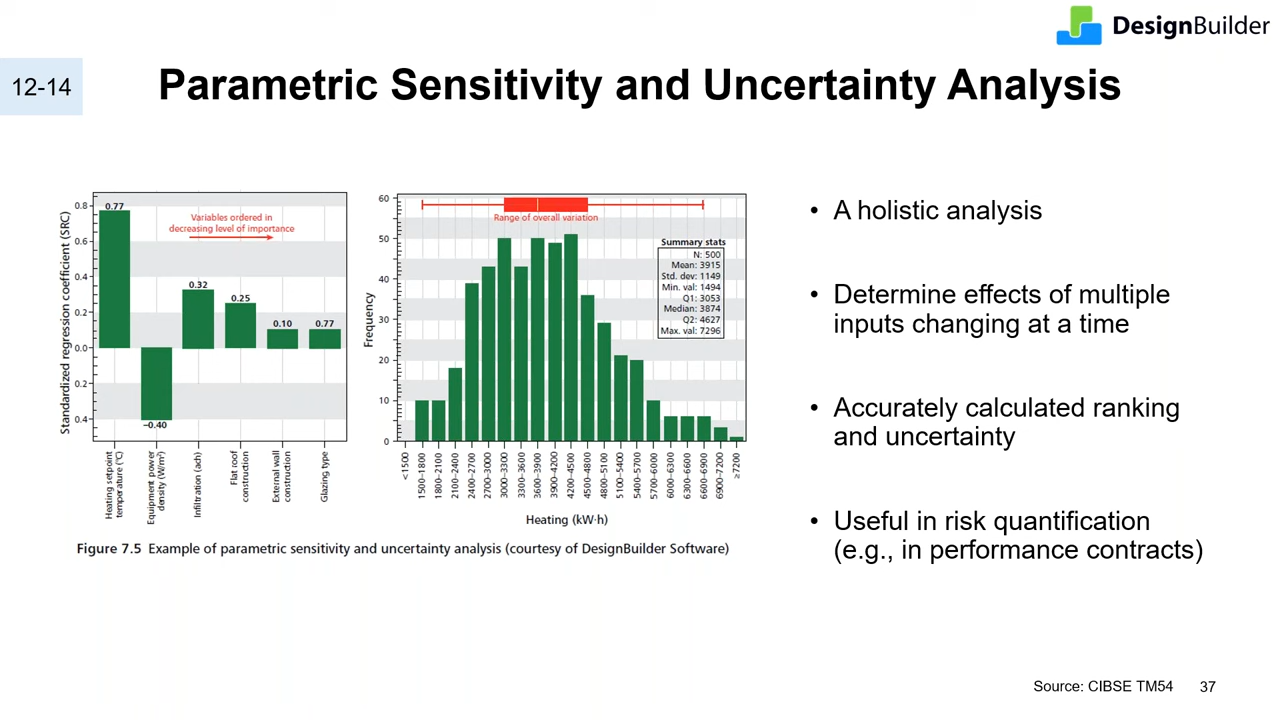 DesignBuilder
12-14
Parametric Sensitivity and Uncertainty Analysis
Standardized regression coefficient (SRC)
0.8
0.6
0.4
0.2
0.0
0.2
0.4
0.77
−0.40
0.32
0.25
0.10
0.77
Variables ordered in
decreasing level of importance
Heating setpoint
temperature (°C)
Equipment power
density (W/m²)
Infiltration (ach)
Flat roof
construction
External wall
construction
Glazing type
Frequency
60
50
40
30
20
10
0
Range of overall variation
Summary stats
N: 500
Mean: 3915
Std. dev: 1149
Min. val: 1494
Q1: 3053
Median: 3874
Q2: 4627
Max. val: 7296
<1500
1500–1800
1800–2100
2100–2400
2400–2700
2700–3000
3000–3300
3300–3600
3600–3900
3900–4200
4200–4500
4500–4800
4800–5100
5100–5400
5400–5700
5700–6000
6000–6300
6300–6600
6600–6900
6900–7200
≥7200
Heating (kW·h)
Figure 7.5 Example of parametric sensitivity and uncertainty analysis (courtesy of DesignBuilder Software)
• A holistic analysis
• Determine effects of multiple
inputs changing at a time
• Accurately calculated ranking
and uncertainty
• Useful in risk quantification
(e.g., in performance contracts)
Source: CIBSE TM54
37